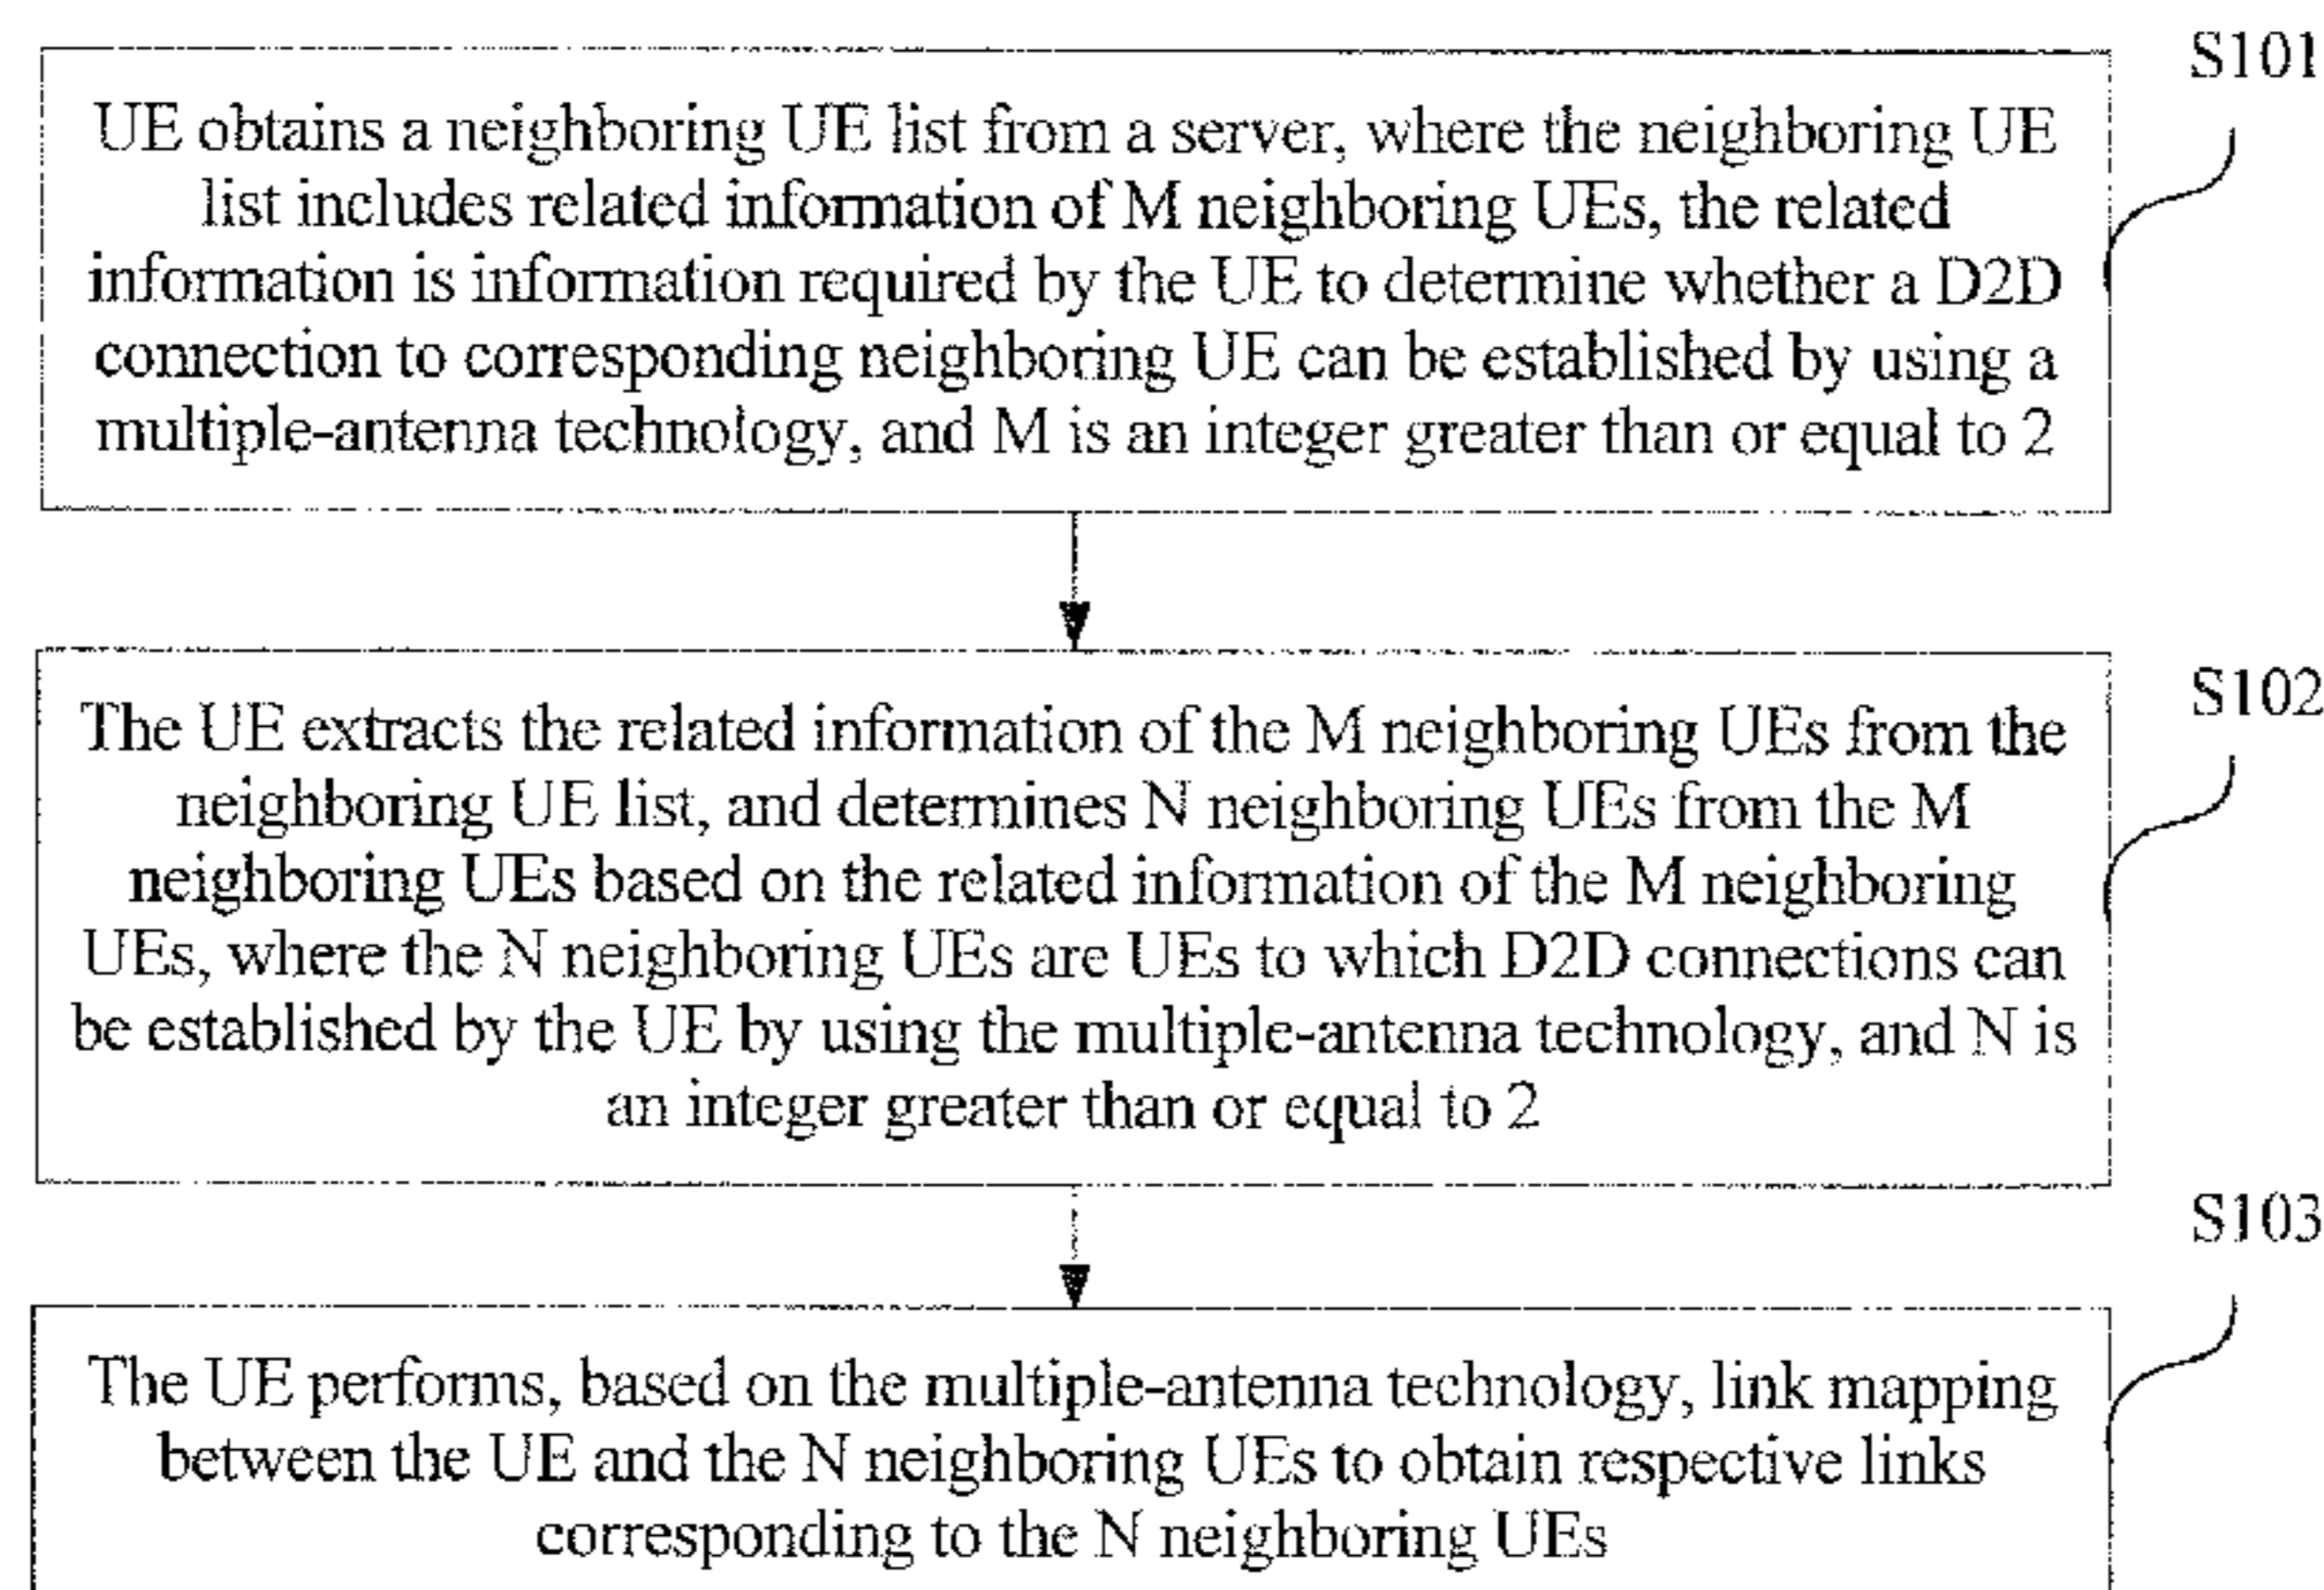 S101
UE obtains a neighboring UE list from a server, where the neighboring UE
list includes related information of M neighboring UEs, the related
information is information required by the UE to determine whether a D2D
connection to corresponding neighboring UE can be established by using a
multiple-antenna technology, and M is an integer greater than or equal to 2
S102
The UE extracts the related information of the M neighboring UEs from the
neighboring UE list, and determines N neighboring UEs from the M
neighboring UEs based on the related information of the M neighboring
UEs, where the N neighboring UEs are UEs to which D2D connections can
be established by the UE by using the multiple-antenna technology, and N is
an integer greater than or equal to 2
S103
The UE performs, based on the multiple-antenna technology, link mapping
between the UE and the N neighboring UEs to obtain respective links
corresponding to the N neighboring UEs